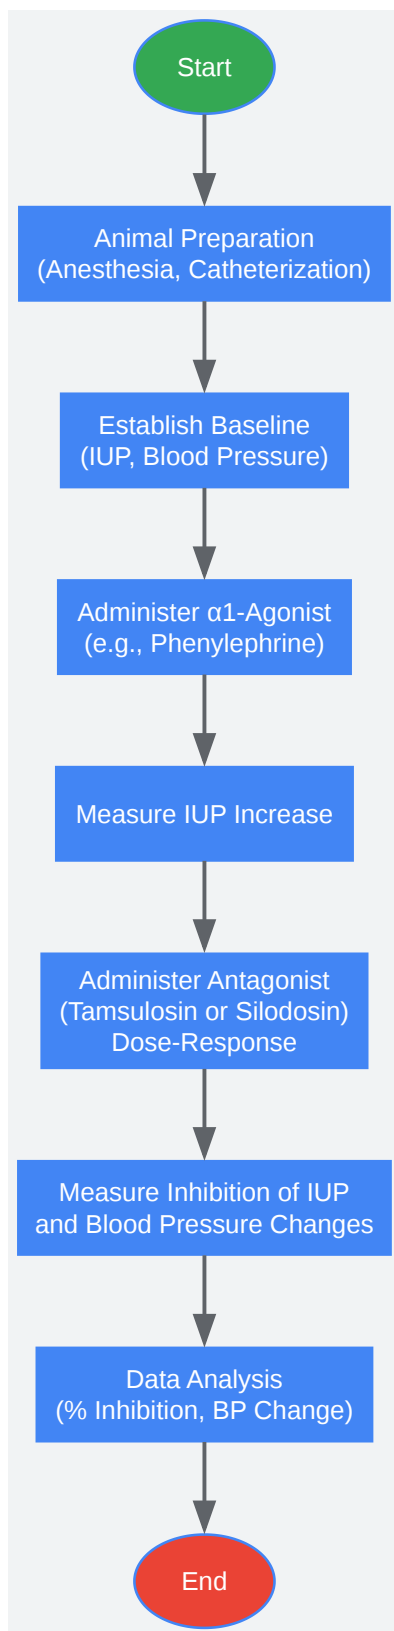 Start
Animal Preparation
(Anesthesia, Catheterization)
Establish Baseline
(IUP, Blood Pressure)
Administer α1-Agonist
(e.g., Phenylephrine)
Measure IUP Increase
Administer Antagonist
(Tamsulosin or Silodosin)
Dose-Response
Measure Inhibition of IUP
and Blood Pressure Changes
Data Analysis
(% Inhibition, BP Change)
End